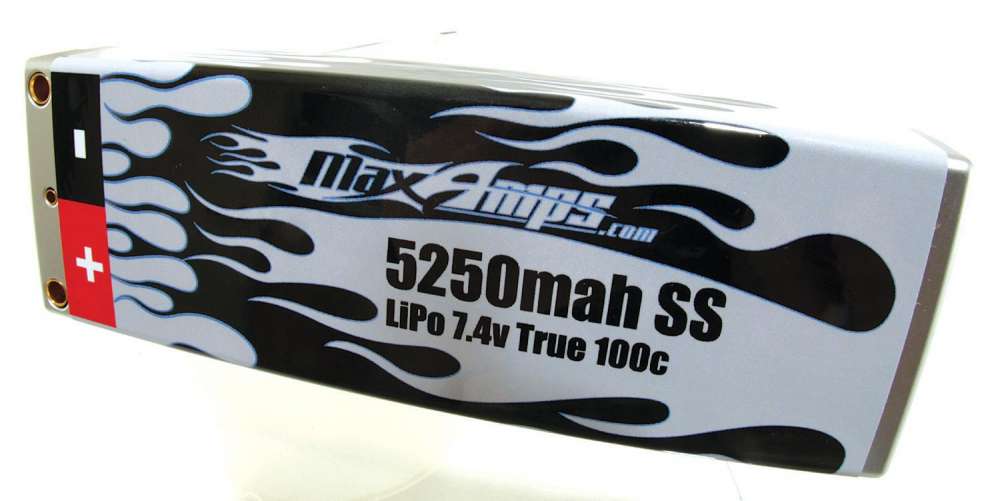 -
+
MaxAmps.com
5250mah SS
LiPo 7.4v True 100c